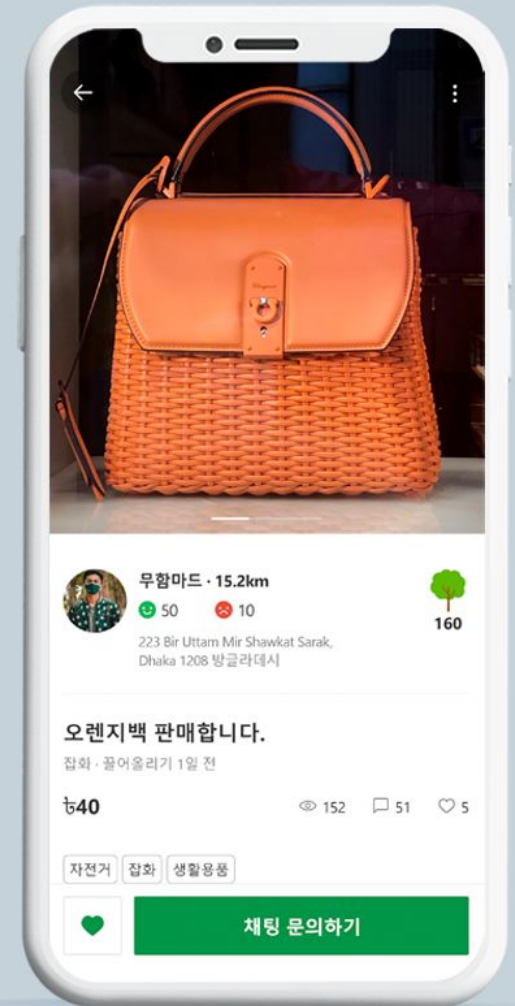 무함마드 · 15.2km
50 10
160
223 Bir Uttam Mir Shawkat Sarak,
Dhaka 1208 방글라데시
오렌지백 판매합니다.
잡화 · 끌어올리기 1일 전
৳40 152 51 5
자전거 잡화 생활용품
채팅 문의하기